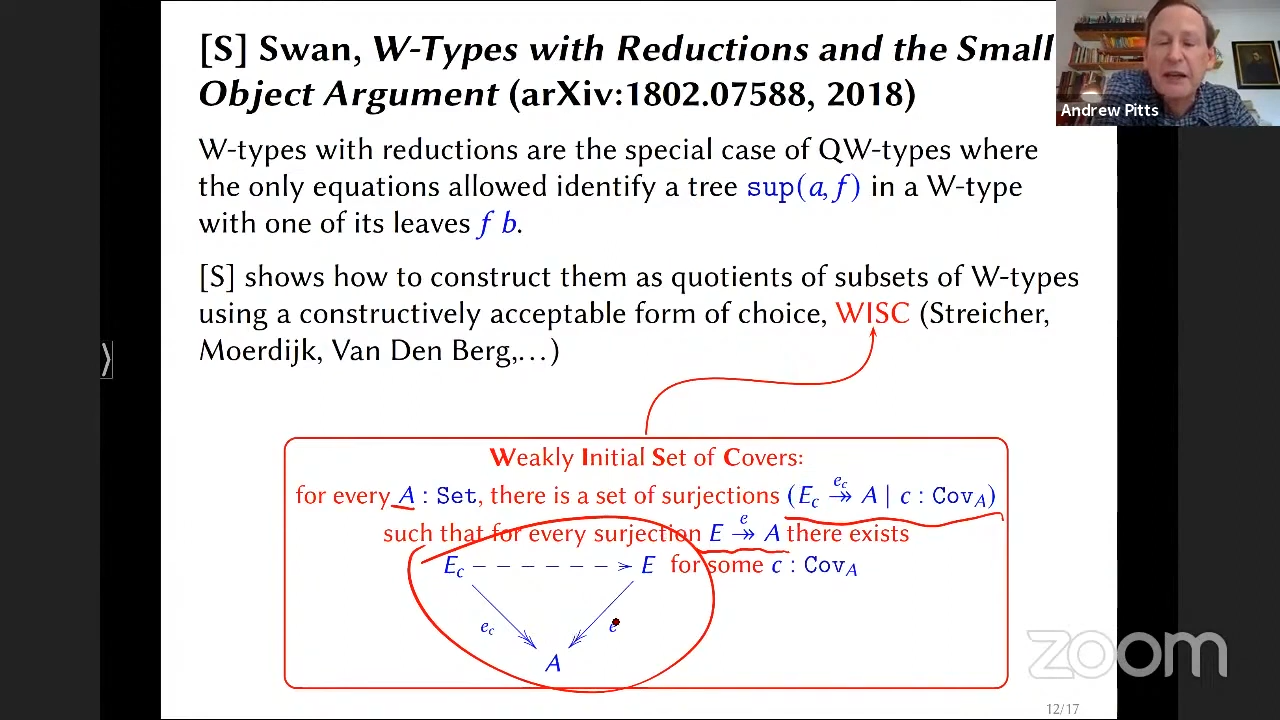 [S] Swan, W-Types with Reductions and the Small
Object Argument (arXiv:1802.07588, 2018)
Andrew Pitts
W-types with reductions are the special case of QW-types where
the only equations allowed identify a tree sup(a, f) in a W-type
with one of its leaves f b.
[S] shows how to construct them as quotients of subsets of W-types
using a constructively acceptable form of choice, WISC (Streicher,
Moerdijk, Van Den Berg,...)
Weakly Initial Set of Covers:
for every A : Set, there is a set of surjections (E_c ↠ A | c : Cov_A)
e_c
such that for every surjection E ↠ A there exists
e
E_c E for some c : Cov_A
e_c e
A
zoom
12/17